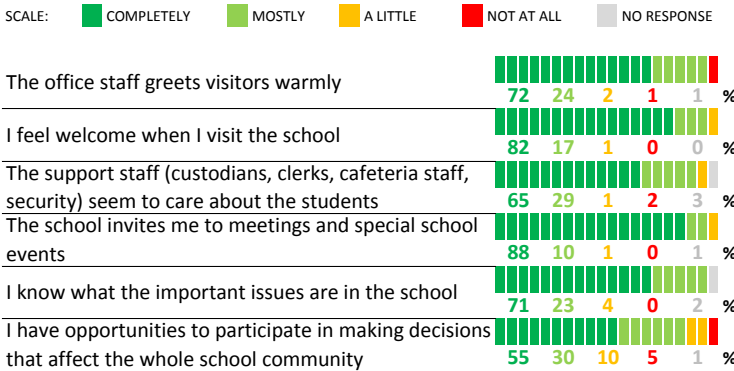 SCALE: COMPLETELY MOSTLY A LITTLE NOT AT ALL NO RESPONSE
The office staff greets visitors warmly
72 24 2 1 1 %
I feel welcome when I visit the school
82 17 1 0 0 %
The support staff (custodians, clerks, cafeteria staff,
security) seem to care about the students
65 29 1 2 3 %
The school invites me to meetings and special school
events
88 10 1 0 1 %
I know what the important issues are in the school
71 23 4 0 2 %
I have opportunities to participate in making decisions
that affect the whole school community
55 30 10 5 1 %